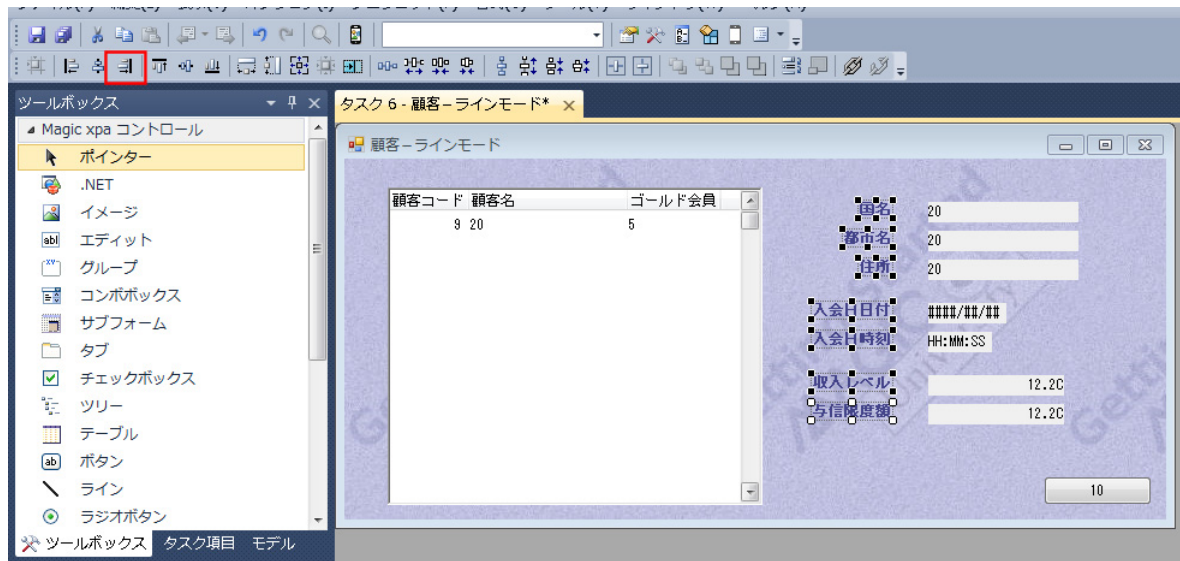 ツールボックス
タスク 6 - 顧客－ラインモード*
Magic xpa コントロール
ポインター
.NET
イメージ
エディット
グループ
コンボボックス
サブフォーム
タブ
チェックボックス
ツリー
テーブル
ボタン
ライン
ラジオボタン
ツールボックス タスク項目 モデル
顧客－ラインモード
顧客コード 顧客名 ゴールド会員
9 20 5
国名 20
都市名 20
住所 20
入会日日付 ####/##/##
入会日時刻 HH:MM:SS
収入レベル 12.2C
与信限度額 12.2C
10